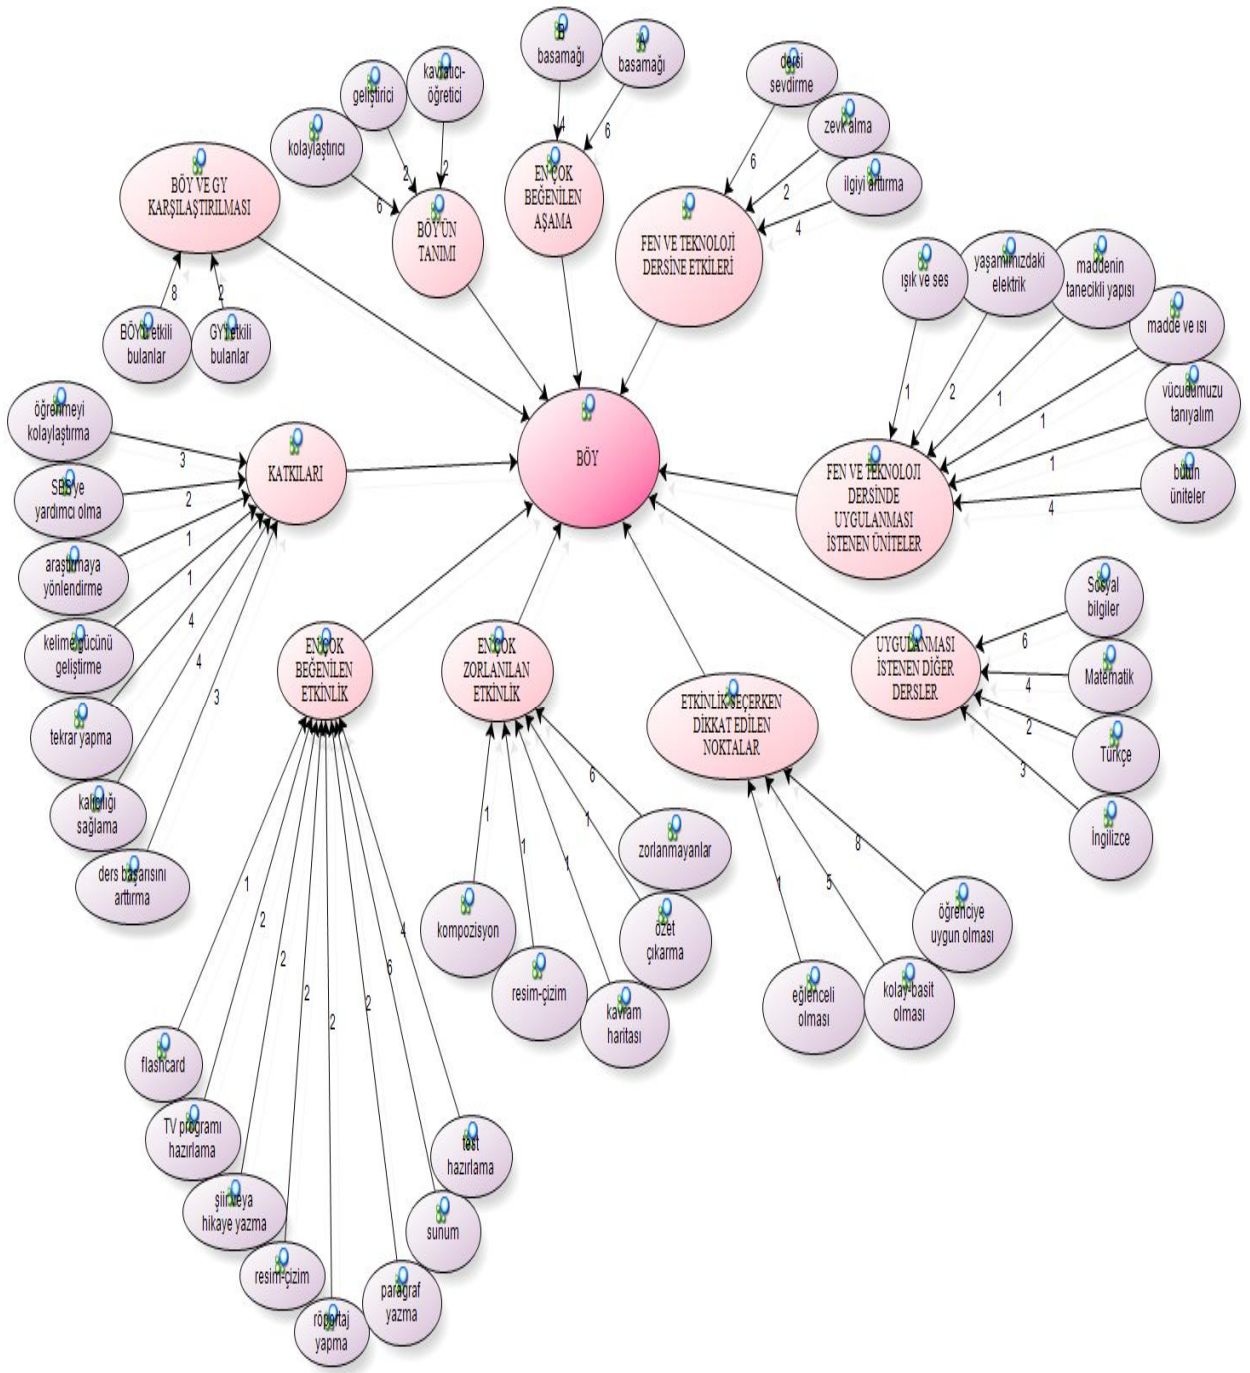 B
basamağı
A
basamağı
dersi
sevdirme
zevk alma
ilgiyi arttırma
kavratıcı-
öğretici
geliştirici
kolaylaştırıcı
4
6
6
2
4
2
2
6
BÖY VE GY
KARŞILAŞTIRILMASI
BÖY'ÜN
TANIMI
EN ÇOK
BEĞENİLEN
AŞAMA
FEN VE TEKNOLOJİ
DERSİNE ETKİLERİ
8
2
BÖY'ü etkili
bulanlar
GY'i etkili
bulanlar
ışık ve ses
yaşamımızdaki
elektrik
maddenin
tanecikli yapısı
madde ve ısı
vücudumuzu
tanıyalım
bütün
üniteler
1
2
1
1
1
4
FEN VE TEKNOLOJİ
DERSİNDE
UYGULANMASI
İSTENEN ÜNİTELER
BÖY
KATKILARI
öğrenmeyi
kolaylaştırma
SBS'ye
yardımcı olma
araştırmaya
yönlendirme
kelime gücünü
geliştirme
tekrar yapma
kalıcılığı
sağlama
ders başarısını
arttırma
3
2
1
1
4
4
3
EN ÇOK
BEĞENİLEN
ETKİNLİK
EN ÇOK
ZORLANILAN
ETKİNLİK
ETKİNLİK SEÇERKEN
DİKKAT EDİLEN
NOKTALAR
UYGULANMASI
İSTENEN DİĞER
DERSLER
Sosyal
bilgiler
Matematik
Türkçe
İngilizce
6
4
2
3
1
1
1
1
6
zorlanmayanlar
kompozisyon
resim-çizim
kavram
haritası
özet
çıkarma
1
5
8
eğlenceli
olması
kolay-basit
olması
öğrenciye
uygun olması
1
2
2
2
2
2
6
4
flashcard
TV programı
hazırlama
şiir veya
hikaye yazma
resim-çizim
röportaj
yapma
paragraf
yazma
sunum
test
hazırlama